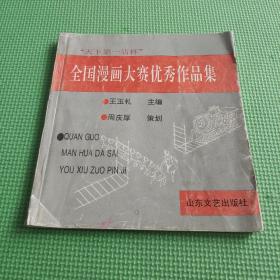 "天下第一店杯"
全国漫画大赛优秀作品集
●王玉礼 主编
●周庆厚 策划
●QUAN GUO
MAN HUA DA SAI
YOU XIU ZUO PIN JI
山东文艺出版社